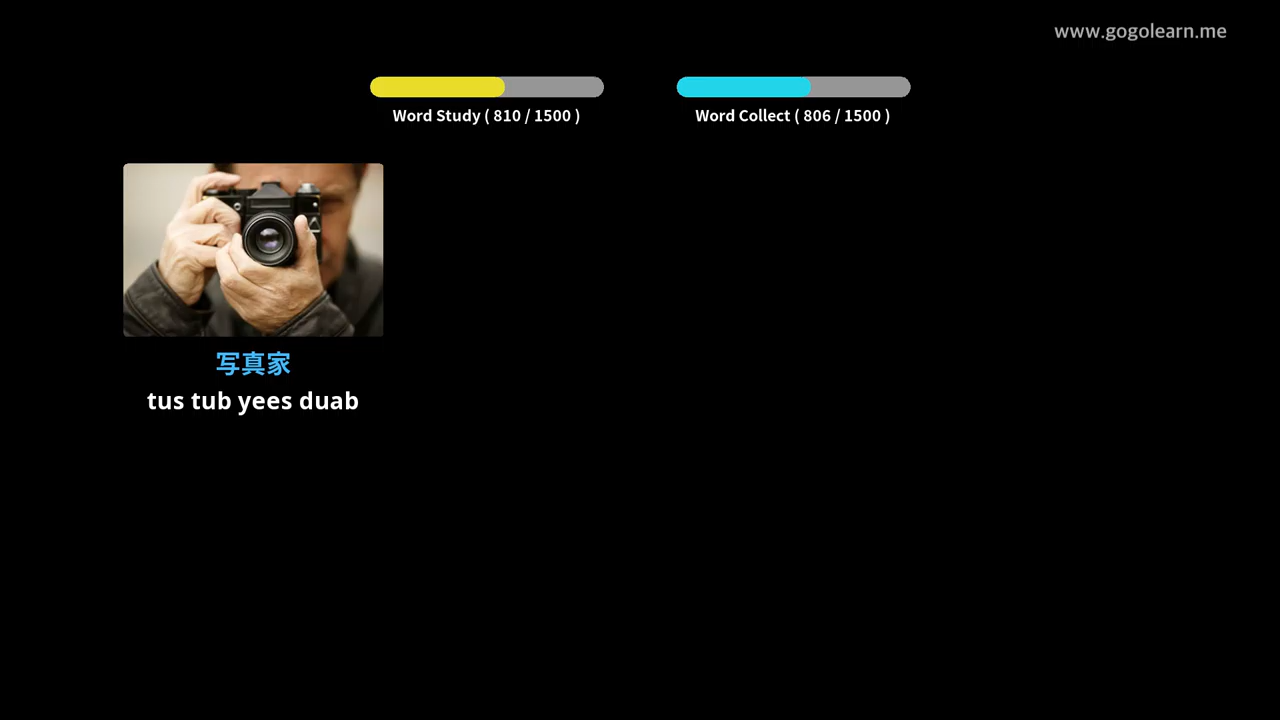 www.gogolearn.me
Word Study ( 810 / 1500 )
Word Collect ( 806 / 1500 )
写真家
tus tub yees duab